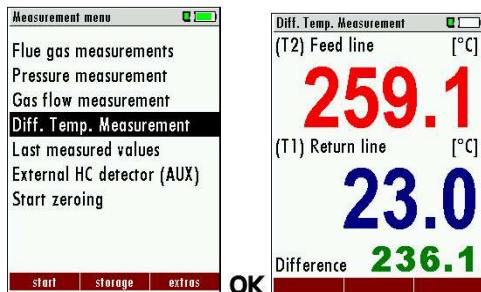 Measurement menu
Flue gas measurements
Pressure measurement
Gas flow measurement
Diff. Temp. Measurement
Last measured values
External HC detector (AUX)
Start zeroing
start storage extras
OK
Diff. Temp. Measurement
(T2) Feed line [°C]
259.1
(T1) Return line [°C]
23.0
Difference 236.1